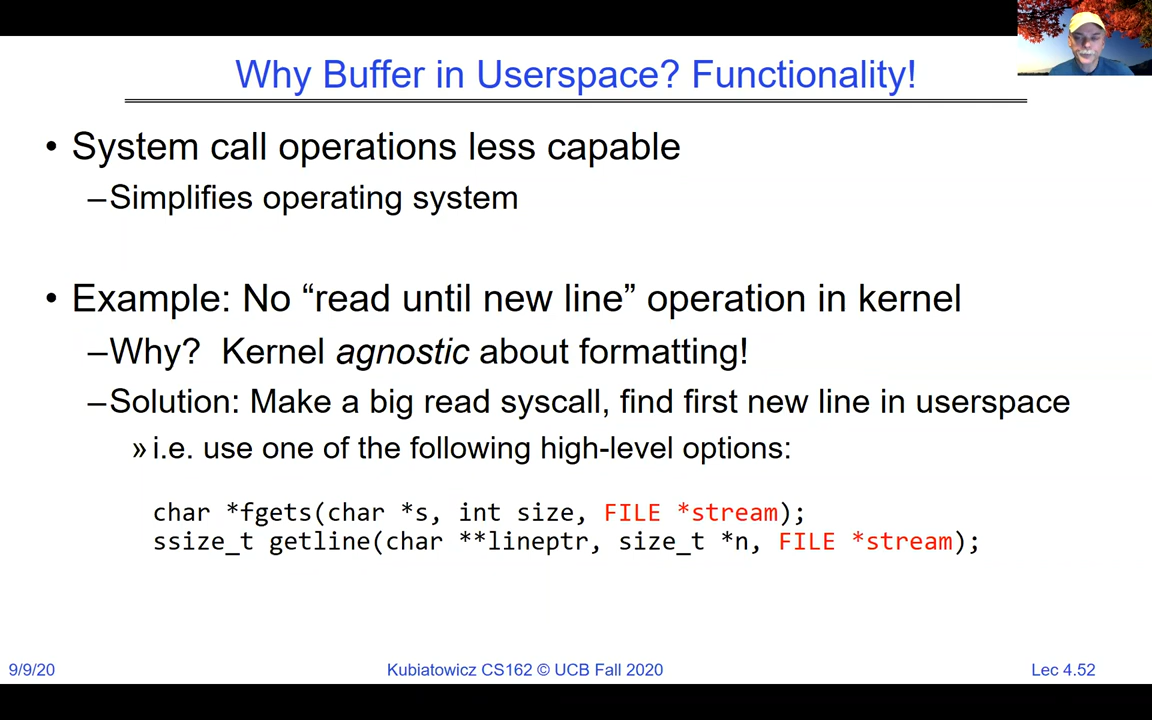 Why Buffer in Userspace? Functionality!
• System call operations less capable
–Simplifies operating system
• Example: No “read until new line” operation in kernel
–Why?  Kernel agnostic about formatting!
–Solution: Make a big read syscall, find first new line in userspace
» i.e. use one of the following high-level options:
char *fgets(char *s, int size, FILE *stream);
ssize_t getline(char **lineptr, size_t *n, FILE *stream);
9/9/20
Kubiatowicz CS162 © UCB Fall 2020
Lec 4.52